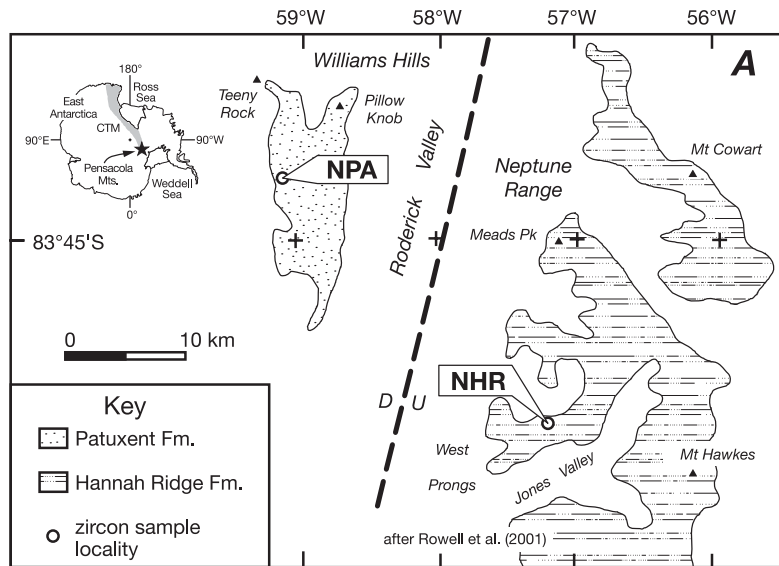 59°W
58°W
57°W
56°W
A
Williams Hills
180°
Ross
Sea
East
Antarctica
CTM
90°E
90°W
Pensacola
Mts.
Weddell
Sea
0°
Teeny
Rock
Pillow
Knob
NPA
Roderick Valley
Neptune
Range
Mt Cowart
Meads Pk
83°45'S
0 10 km
NHR
D U
West
Prongs
Jones Valley
Mt Hawkes
after Rowell et al. (2001)
Key
Patuxent Fm.
Hannah Ridge Fm.
zircon sample
locality